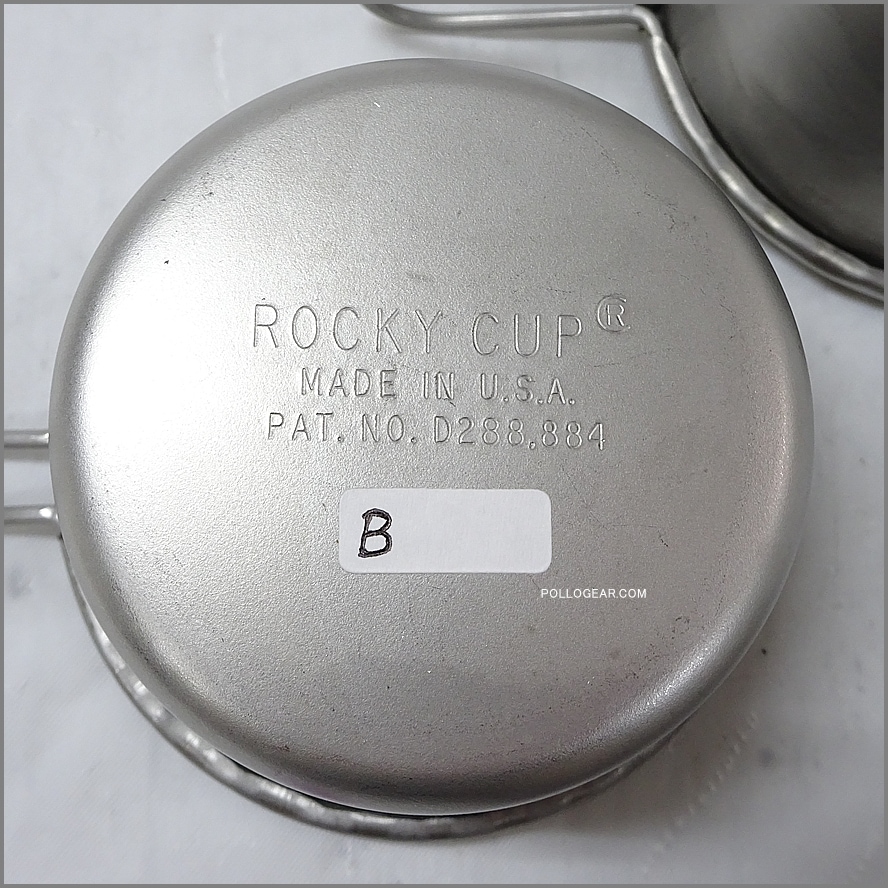 ROCKY CUP®
MADE IN U.S.A.
PAT. NO. D288,884
B
POLLOGEAR.COM